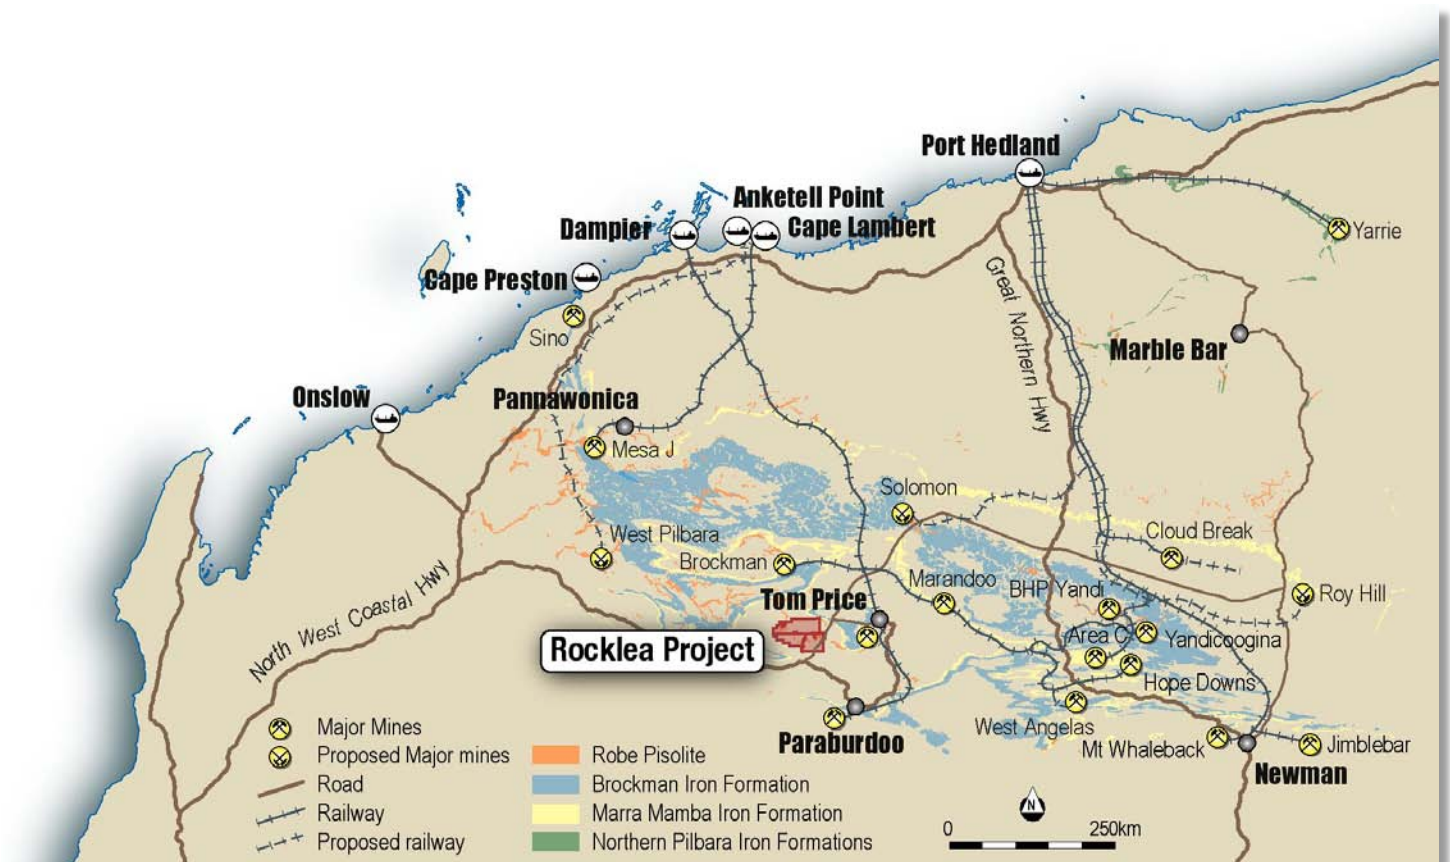 Port Hedland
Anketell Point
Dampier
Cape Lambert
Yarrie
Cape Preston
Sino
Great Northern Hwy
Marble Bar
Onslow
Pannawonica
Mesa J
Solomon
West Pilbara
Cloud Break
Brockman
Marandoo
BHP Yandi
Roy Hill
Tom Price
North West Coastal Hwy
Area C
Yandicoogina
Rocklea Project
Hope Downs
West Angelas
Paraburdoo
Mt Whaleback
Jimblebar
Newman
Major Mines
Proposed Major mines
Road
Railway
Proposed railway
Robe Pisolite
Brockman Iron Formation
Marra Mamba Iron Formation
Northern Pilbara Iron Formations
N
0 250km